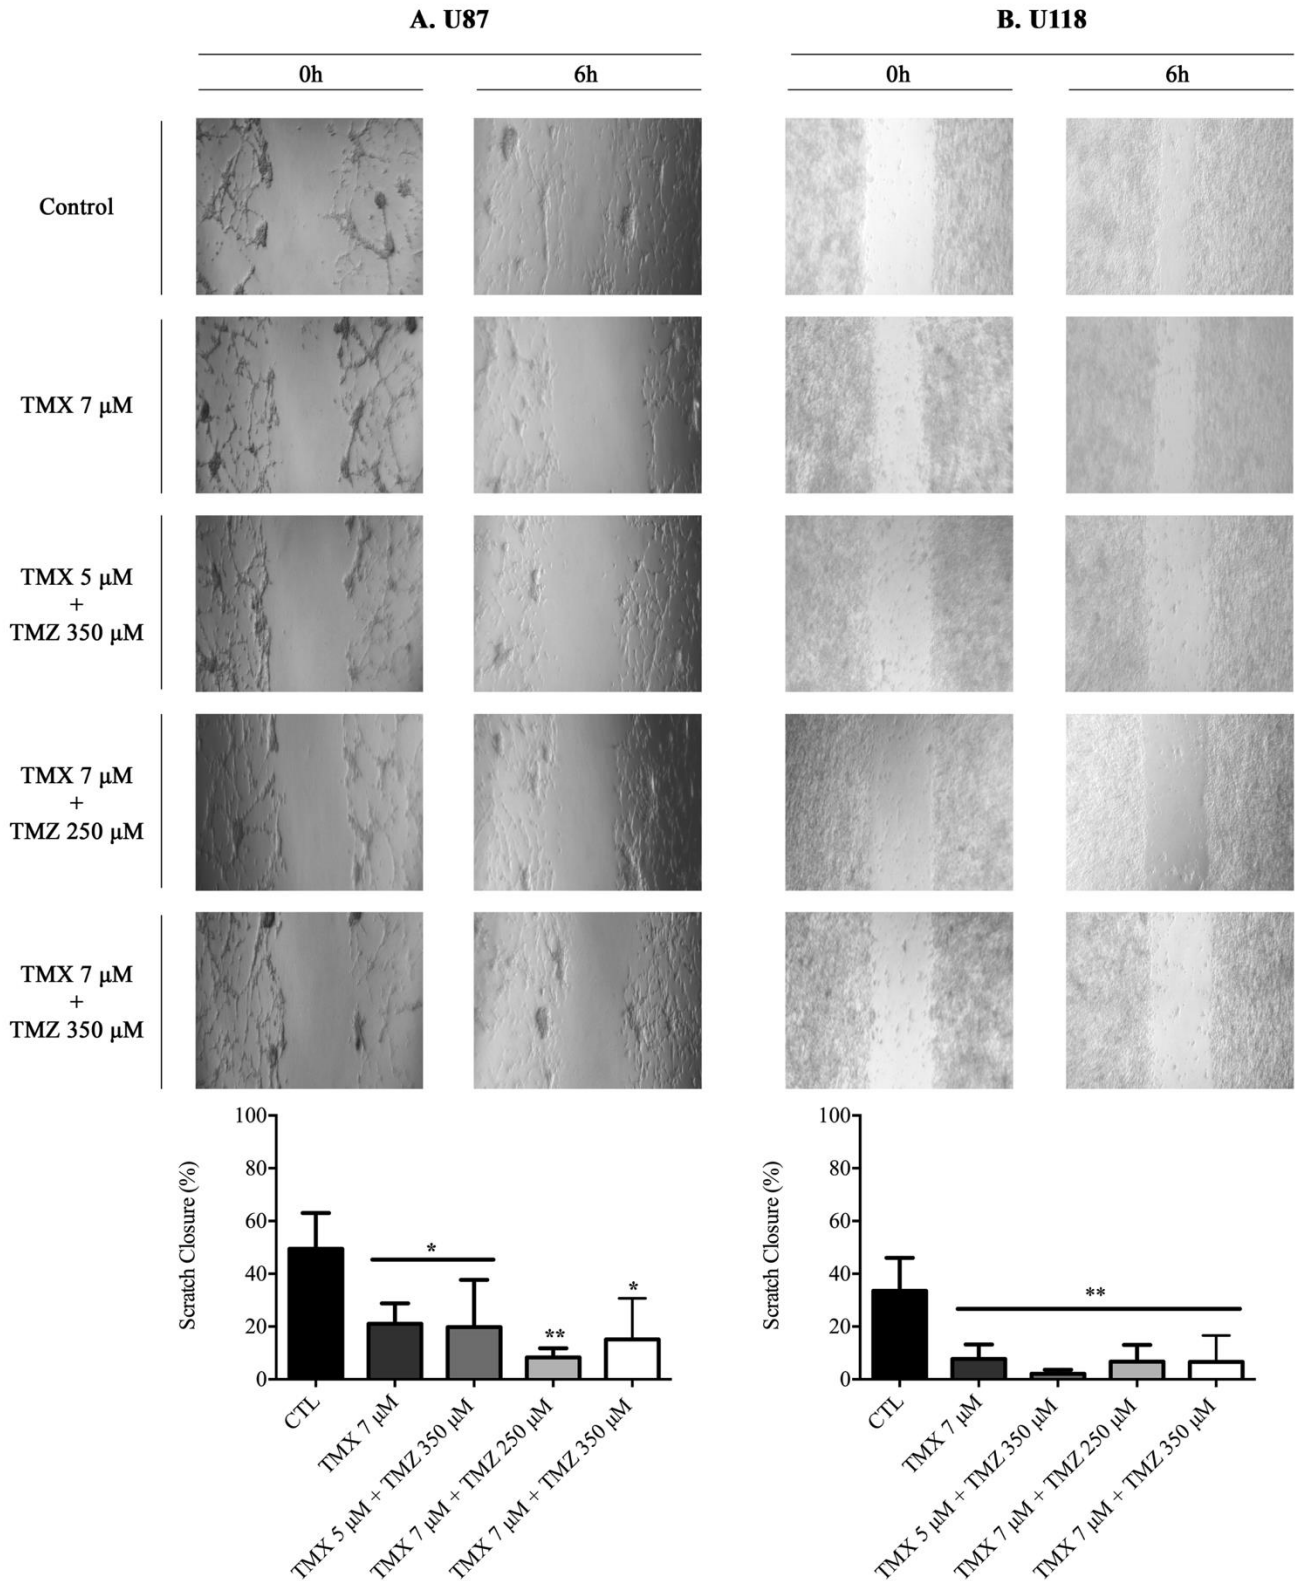 A. U87
B. U118
0h
6h
0h
6h
Control
TMX 7 μM
TMX 5 μM
+
TMZ 350 μM
TMX 7 μM
+
TMZ 250 μM
TMX 7 μM
+
TMZ 350 μM
Scratch Closure (%)
100
80
60
40
20
0
*
**
*
CTL
TMX 7 μM
TMX 5 μM + TMZ 350 μM
TMX 7 μM + TMZ 250 μM
TMX 7 μM + TMZ 350 μM
Scratch Closure (%)
100
80
60
40
20
0
**
CTL
TMX 7 μM
TMX 5 μM + TMZ 350 μM
TMX 7 μM + TMZ 250 μM
TMX 7 μM + TMZ 350 μM